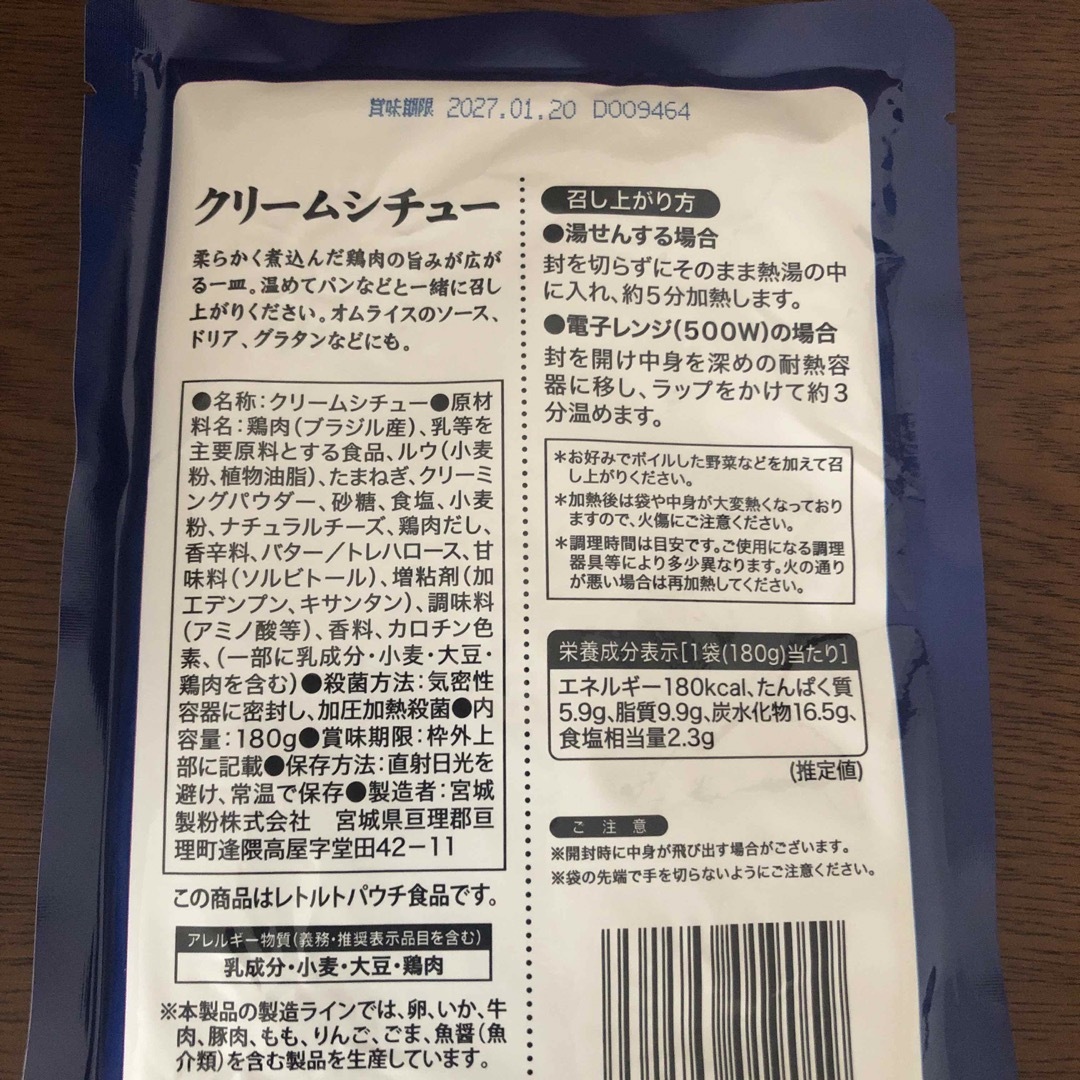 賞味期限 2027.01.20 D009464
クリームシチュー
柔らかく煮込んだ鶏肉の旨みが広が
る一皿。温めてパンなどと一緒に召し
上がりください。オムライスのソース、
ドリア、グラタンなどにも。
●名称：クリームシチュー●原材
料名：鶏肉（ブラジル産）、乳等を
主要原料とする食品、ルウ（小麦
粉、植物油脂）、たまねぎ、クリーミ
ングパウダー、砂糖、食塩、小麦
粉、ナチュラルチーズ、鶏肉だし、
香辛料、バター／トレハロース、甘
味料（ソルビトール）、増粘剤（加
工デンプン、キサンタン）、調味料
（アミノ酸等）、香料、カロチン色
素、（一部に乳成分・小麦・大豆・
鶏肉を含む）●殺菌方法：気密性
容器に密封し、加圧加熱殺菌●内
容量：180g●賞味期限：枠外上
部に記載●保存方法：直射日光を
避け、常温で保存●製造者：宮城
製粉株式会社　宮城県亘理郡亘
理町逢隈高屋字堂田42－11
この商品はレトルトパウチ食品です。
アレルギー物質（義務・推奨表示品目を含む）
乳成分・小麦・大豆・鶏肉
※本製品の製造ラインでは、卵、いか、牛
肉、豚肉、もも、りんご、ごま、魚醤（魚
介類）を含む製品を生産しています。
召し上がり方
●湯せんする場合
封を切らずにそのまま熱湯の中
に入れ、約5分加熱します。
●電子レンジ(500W)の場合
封を開け中身を深めの耐熱容
器に移し、ラップをかけて約3
分温めます。
＊お好みでボイルした野菜などを加えて召
し上がりください。
＊加熱後は袋や中身が大変熱くなっており
ますので、火傷にご注意ください。
＊調理時間は目安です。ご使用になる調理
器具等により多少異なります。火の通り
が悪い場合は再加熱してください。
栄養成分表示［1袋(180g)当たり］
エネルギー180kcal、たんぱく質
5.9g、脂質9.9g、炭水化物16.5g、
食塩相当量2.3g
(推定値)
ご注意
※開封時に中身が飛び出す場合がございます。
※袋の先端で手を切らないようにご注意ください。